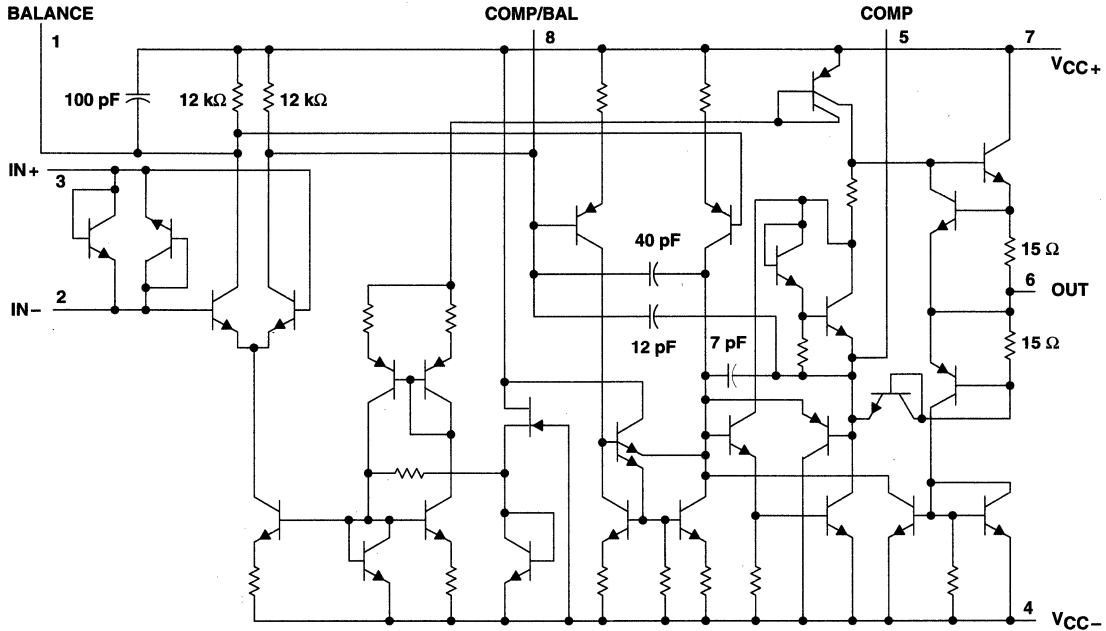 BALANCE
COMP/BAL
COMP
1
8
5
7
VCC+
100 pF
12 kΩ
12 kΩ
IN+
3
40 pF
15 Ω
6
OUT
IN−
2
12 pF
7 pF
15 Ω
4
VCC−